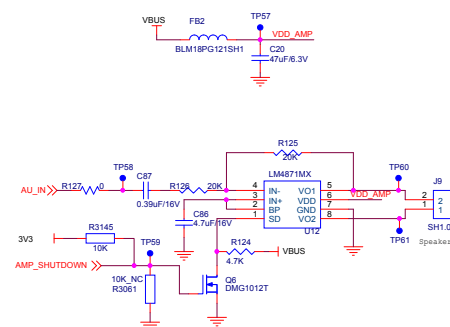 VBUS
FB2
TP57
VDD_AMP
BLM18PG121SH1
C20
47uF/6.3V
R125
20K
TP58
C87
LM4871MX
TP60
J9
AU_IN
R127
0
R126
20K
4
IN-
VO1
5
3
IN+
VDD
6
VDD_AMP
2
BP
GND
7
1
SD
VO2
8
U12
2
2
1
1
0.39uF/16V
C86
4.7uF/16V
SH1.0
TP61
Speaker
R3145
3V3
10K
TP59
R124
VBUS
4.7K
AMP_SHUTDOWN
10K_NC
R3061
Q6
DMG1012T